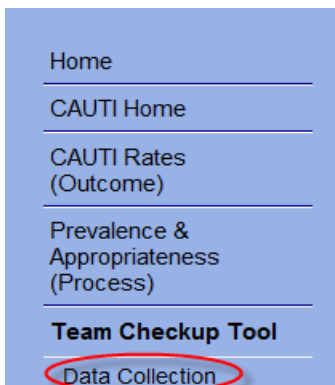 Home
CAUTI Home
CAUTI Rates
(Outcome)
Prevalence &
Appropriateness
(Process)
Team Checkup Tool
Data Collection